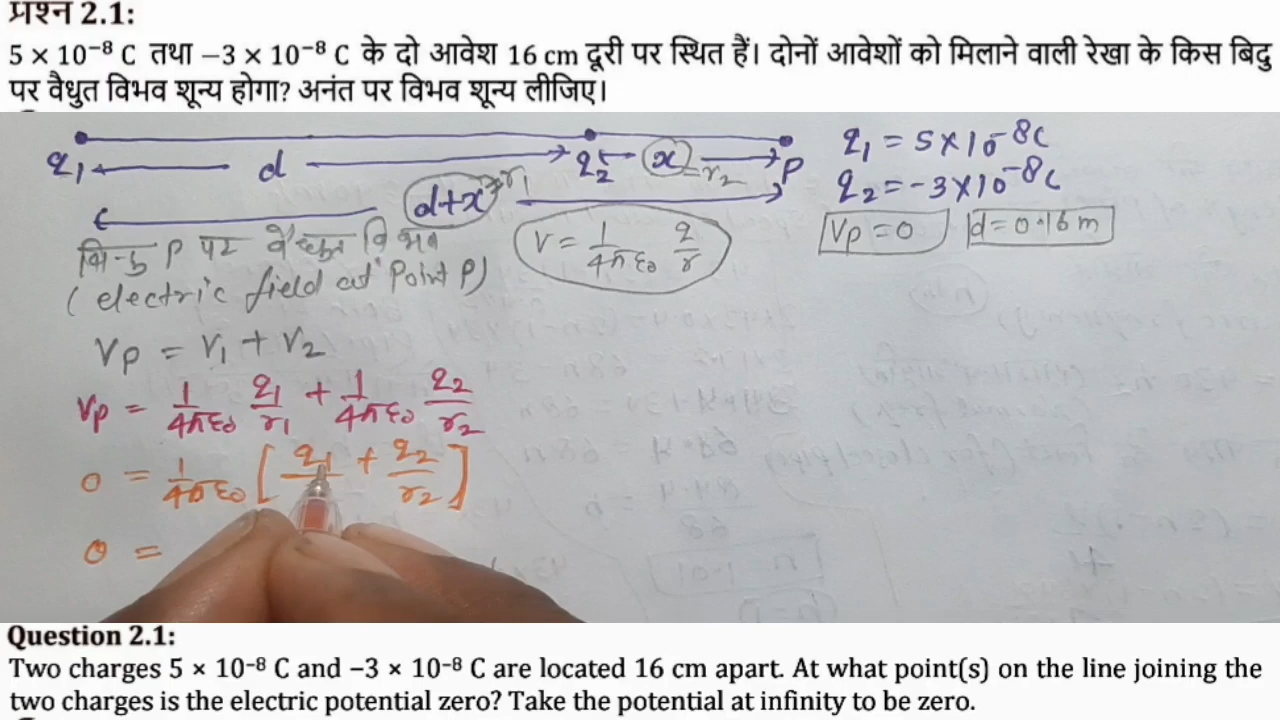 प्रश्न 2.1:
5 × 10⁻⁸ C तथा −3 × 10⁻⁸ C के दो आवेश 16 cm दूरी पर स्थित हैं। दोनों आवेशों को मिलाने वाली रेखा के किस बिंदु
पर वैधुत विभव शून्य होगा? अनंत पर विभव शून्य लीजिए।
q₁ d q₂ x = r₂ P
d+x = r₁
q₁ = 5×10⁻⁸C
q₂ = -3×10⁻⁸C
Vp = 0 d = 0.16 m
बिन्दु P पर वैद्युत विभव
(electric field at Point P)
V = 1/4πε₀ q/r
Vp = V₁ + V₂
Vp = 1/4πε₀ q₁/r₁ + 1/4πε₀ q₂/r₂
0 = 1/4πε₀ [q₁/ + q₂/r₂]
0 =
Question 2.1:
Two charges 5 × 10⁻⁸ C and −3 × 10⁻⁸ C are located 16 cm apart. At what point(s) on the line joining the
two charges is the electric potential zero? Take the potential at infinity to be zero.